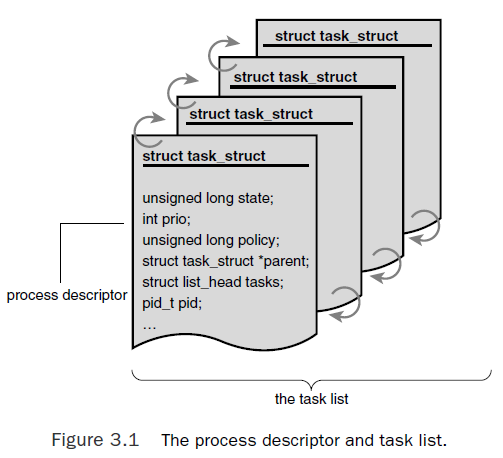 struct task_struct
struct task_struct
struct task_struct
struct task_struct
unsigned long state;
int prio;
unsigned long policy;
struct task_struct *parent;
struct list_head tasks;
pid_t pid;
...
process descriptor
the task list
Figure 3.1 The process descriptor and task list.